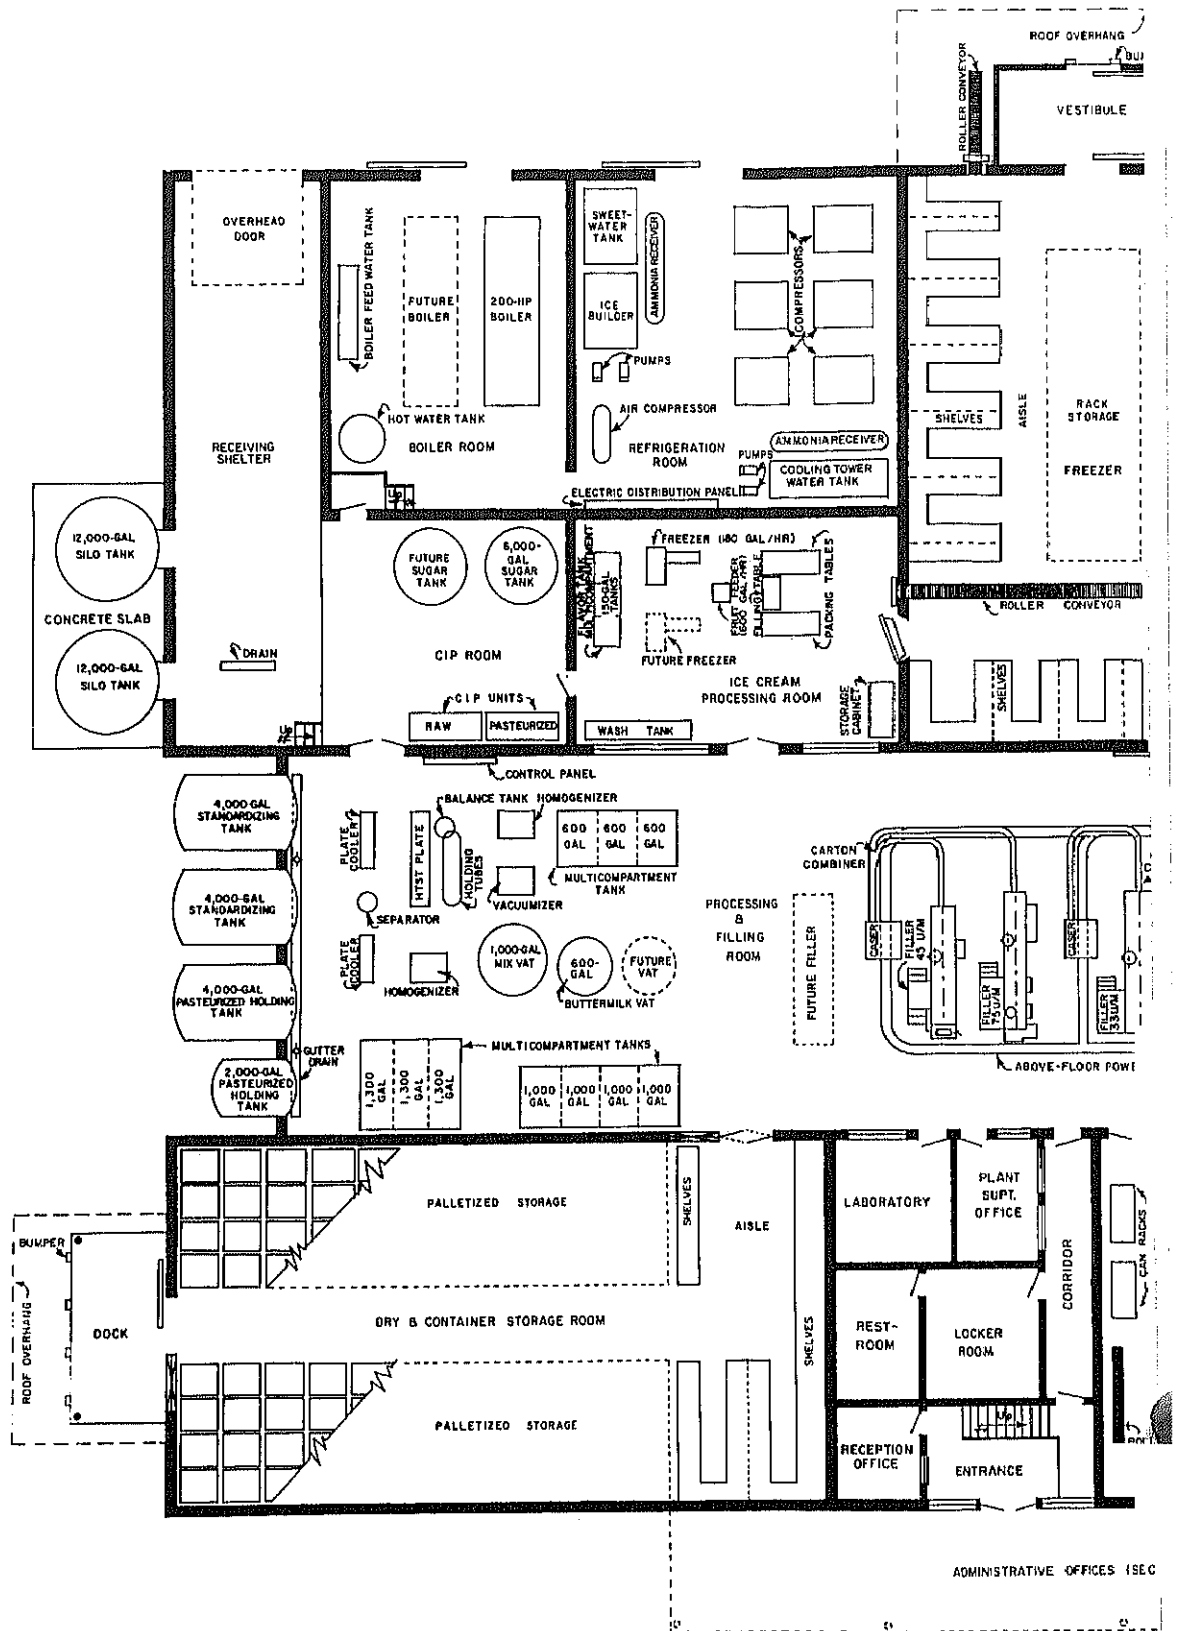 ROOF OVERHANG
BUI
ROLLER CONVEYOR
VESTIBULE
OVERHEAD
DOOR
BOILER FEED WATER TANK
FUTURE
BOILER
200-HP
BOILER
HOT WATER TANK
BOILER ROOM
Up
SWEET-
WATER
TANK
AMMONIA RECEIVER
ICE
BUILDER
PUMPS
AIR COMPRESSOR
REFRIGERATION
ROOM
COMPRESSORS
AMMONIA RECEIVER
PUMPS
COOLING TOWER
WATER TANK
ELECTRIC DISTRIBUTION PANEL
SHELVES
AISLE
RACK
STORAGE
FREEZER
ROLLER CONVEYOR
SHELVES
RECEIVING
SHELTER
12,000-GAL
SILO TANK
CONCRETE SLAB
12,000-GAL
SILO TANK
DRAIN
FUTURE
SUGAR
TANK
6,000-
GAL
SUGAR
TANK
CIP ROOM
CIP UNITS
RAW
PASTEURIZED
MULTICOMPARTMENT
150-GAL
TANKS
FREEZER (160 GAL/HR)
FRUIT FEEDER
(600 GAL/HR)
FILLING TABLE
PACKING TABLES
FUTURE FREEZER
ICE CREAM
PROCESSING ROOM
STORAGE
CABINET
WASH TANK
CONTROL PANEL
4,000-GAL
STANDARDIZING
TANK
4,000-GAL
STANDARDIZING
TANK
4,000-GAL
PASTEURIZED HOLDING
TANK
2,000-GAL
PASTEURIZED
HOLDING
TANK
GUTTER
DRAIN
PLATE
COOLER
HTST PLATE
BALANCE TANK
HOLDING
TUBES
HOMOGENIZER
VACUUMIZER
600
GAL
600
GAL
600
GAL
MULTICOMPARTMENT
TANK
SEPARATOR
PLATE
COOLER
HOMOGENIZER
1,000-GAL
MIX VAT
600-
GAL
BUTTERMILK VAT
FUTURE
VAT
PROCESSING
&
FILLING
ROOM
FUTURE FILLER
CARTON
COMBINER
CASER
FILLER
45 U/M
FILLER
75U/M
CASER
FILLER
33U/M
ABOVE-FLOOR POWE
MULTICOMPARTMENT TANKS
1,300
GAL
1,300
GAL
1,300
GAL
1,000
GAL
1,000
GAL
1,000
GAL
1,000
GAL
PALLETIZED STORAGE
SHELVES
AISLE
LABORATORY
PLANT
SUPT.
OFFICE
CORRIDOR
CAN RACKS
BUMPER
ROOF OVERHANG
DOCK
DRY & CONTAINER STORAGE ROOM
SHELVES
REST-
ROOM
LOCKER
ROOM
PALLETIZED STORAGE
RECEPTION
OFFICE
Up
ENTRANCE
ADMINISTRATIVE OFFICES (SEC